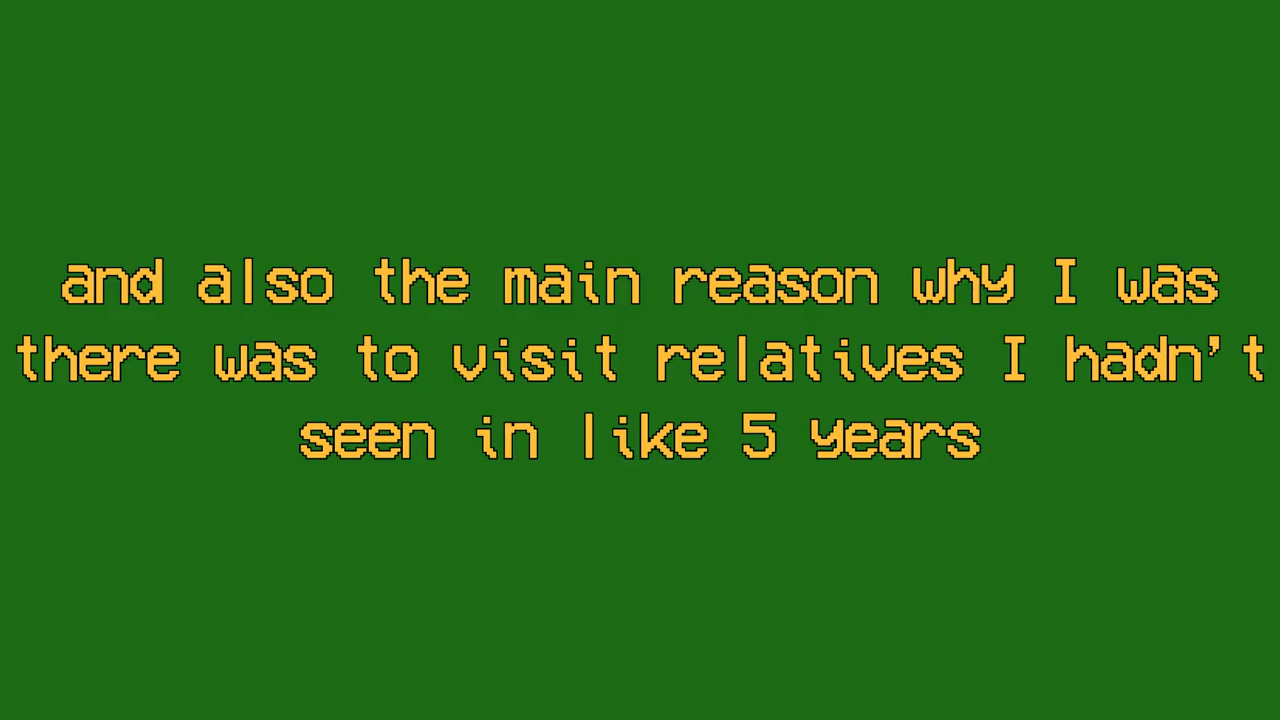 and also the main reason why I was
there was to visit relatives I hadn't
seen in like 5 years